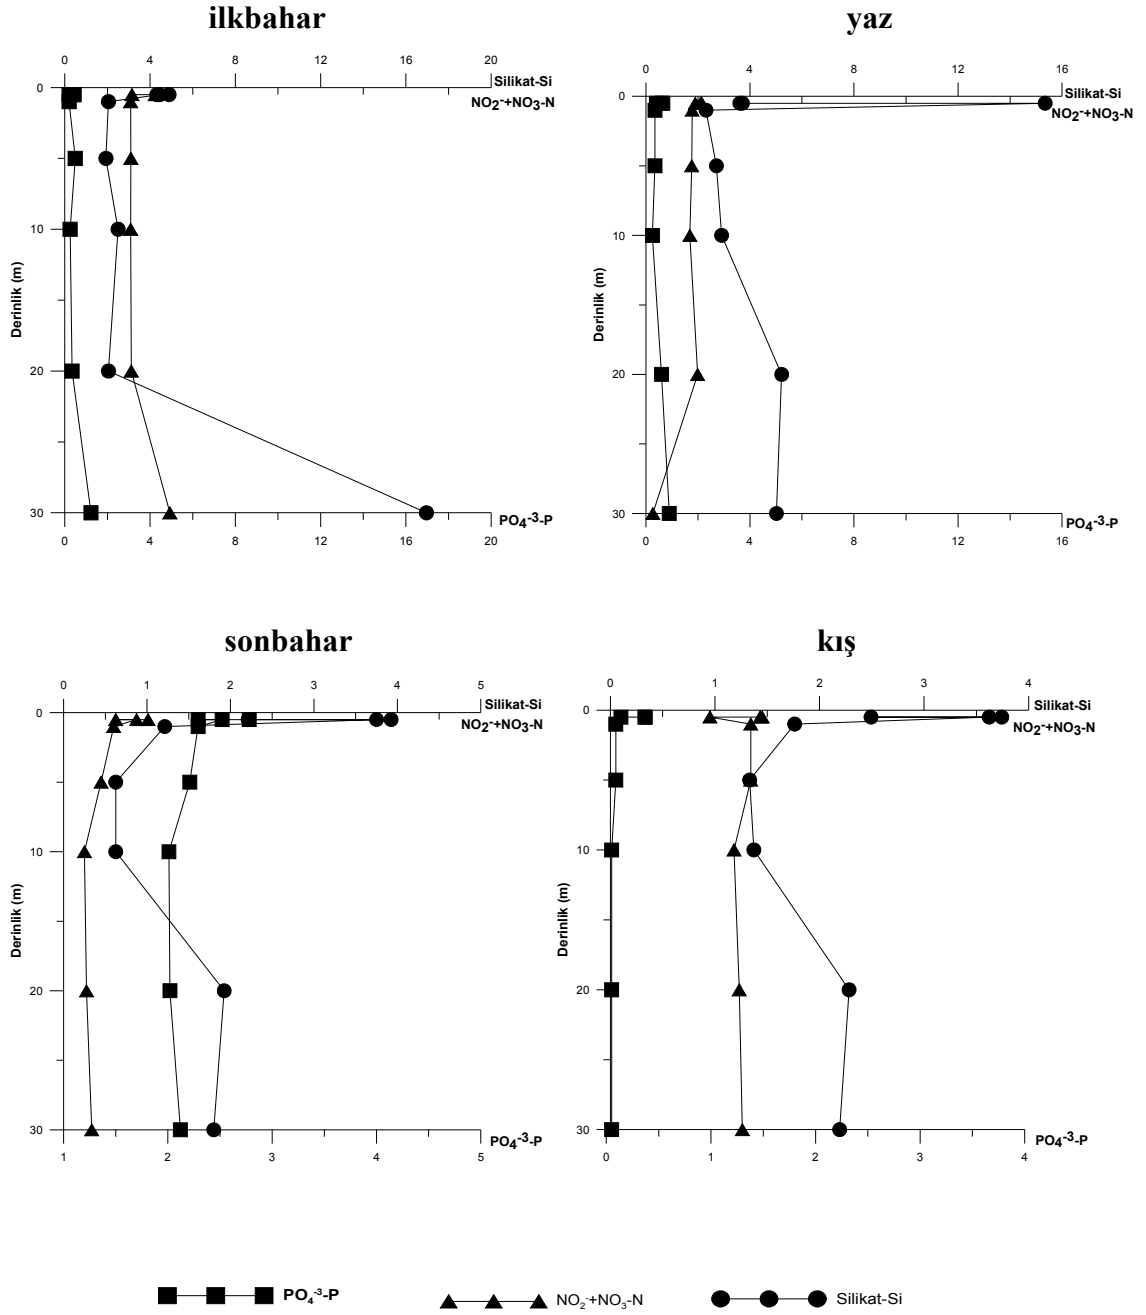 ilkbahar
0 4 8 12 16 20
Silikat-Si
NO₂⁻+NO₃-N
0
10
20
30
Derinlik (m)
PO₄⁻³-P
0 4 8 12 16 20
yaz
0 4 8 12 16
Silikat-Si
NO₂⁻+NO₃-N
0
10
20
30
Derinlik (m)
PO₄⁻³-P
0 4 8 12 16
sonbahar
0 1 2 3 4 5
Silikat-Si
NO₂⁻+NO₃-N
0
10
20
30
Derinlik (m)
PO₄⁻³-P
1 2 3 4 5
kış
0 1 2 3 4
Silikat-Si
NO₂⁻+NO₃-N
0
10
20
30
Derinlik (m)
PO₄⁻³-P
0 1 2 3 4
PO₄⁻³-P NO₂⁻+NO₃-N Silikat-Si